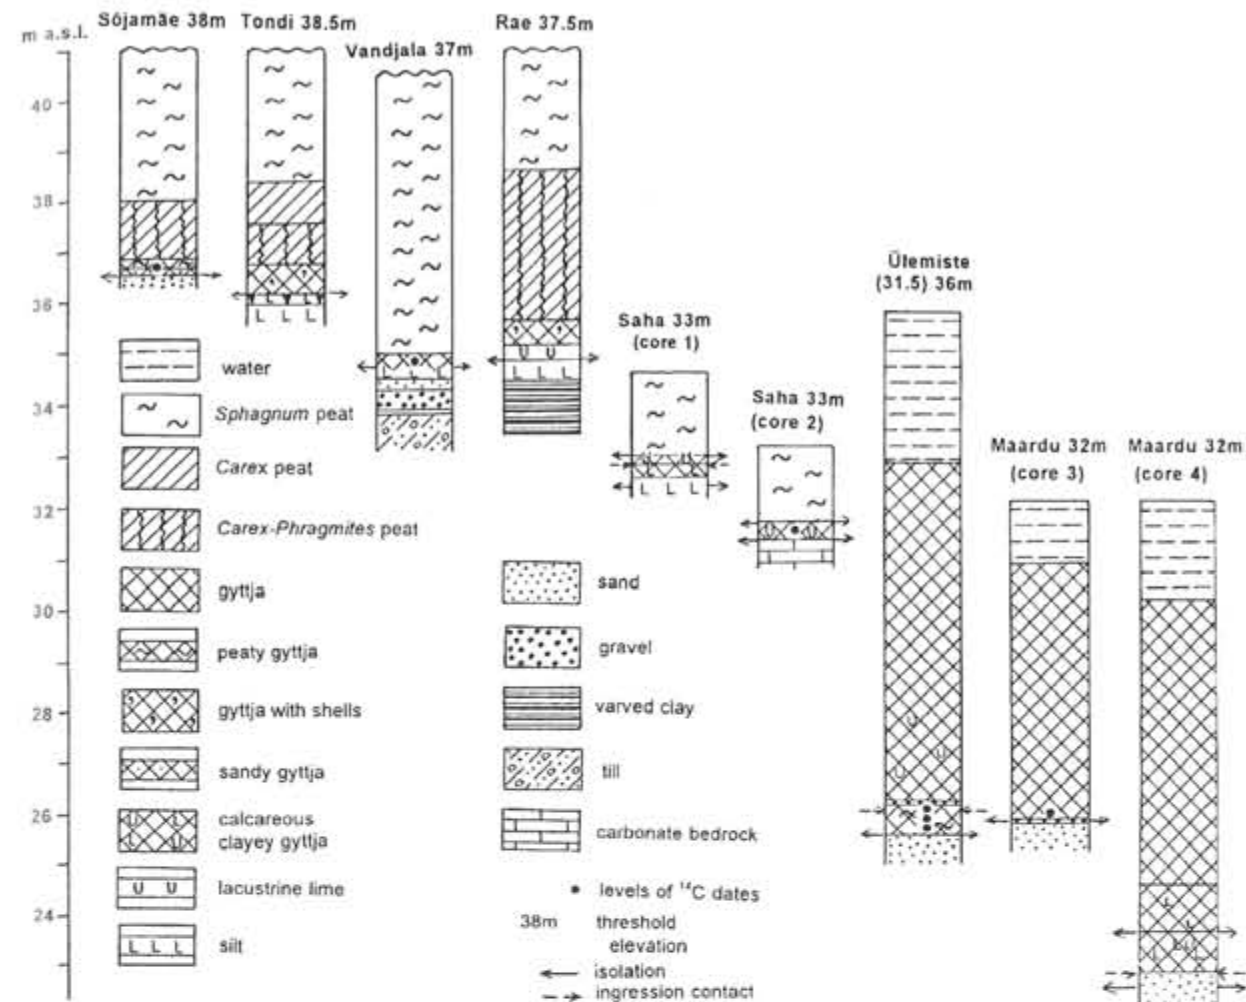 Sójamäe 38m
Tondi 38.5m
Vandjala 37m
Rae 37.5m
m a.s.l.
40
38
36
34
32
30
28
26
24
Ülemiste
(31.5) 36m
Saha 33m
(core 1)
Saha 33m
(core 2)
Maardu 32m
(core 3)
Maardu 32m
(core 4)
water
Sphagnum peat
Carex peat
Carex-Phragmites peat
gyttja
peaty gyttja
gyttja with shells
sandy gyttja
calcareous
clayey gyttja
lacustrine lime
silt
sand
gravel
varved clay
till
carbonate bedrock
levels of ¹⁴C dates
38m threshold
elevation
isolation
ingression contact